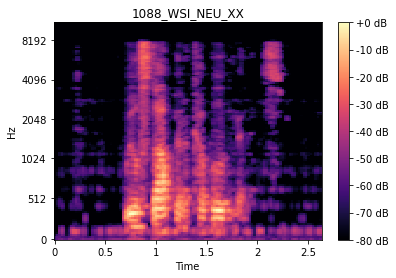 1088_WSI_NEU_XX
Hz
8192
4096
2048
1024
512
0
0
0.5
1
1.5
2
2.5
Time
+0 dB
-10 dB
-20 dB
-30 dB
-40 dB
-50 dB
-60 dB
-70 dB
-80 dB